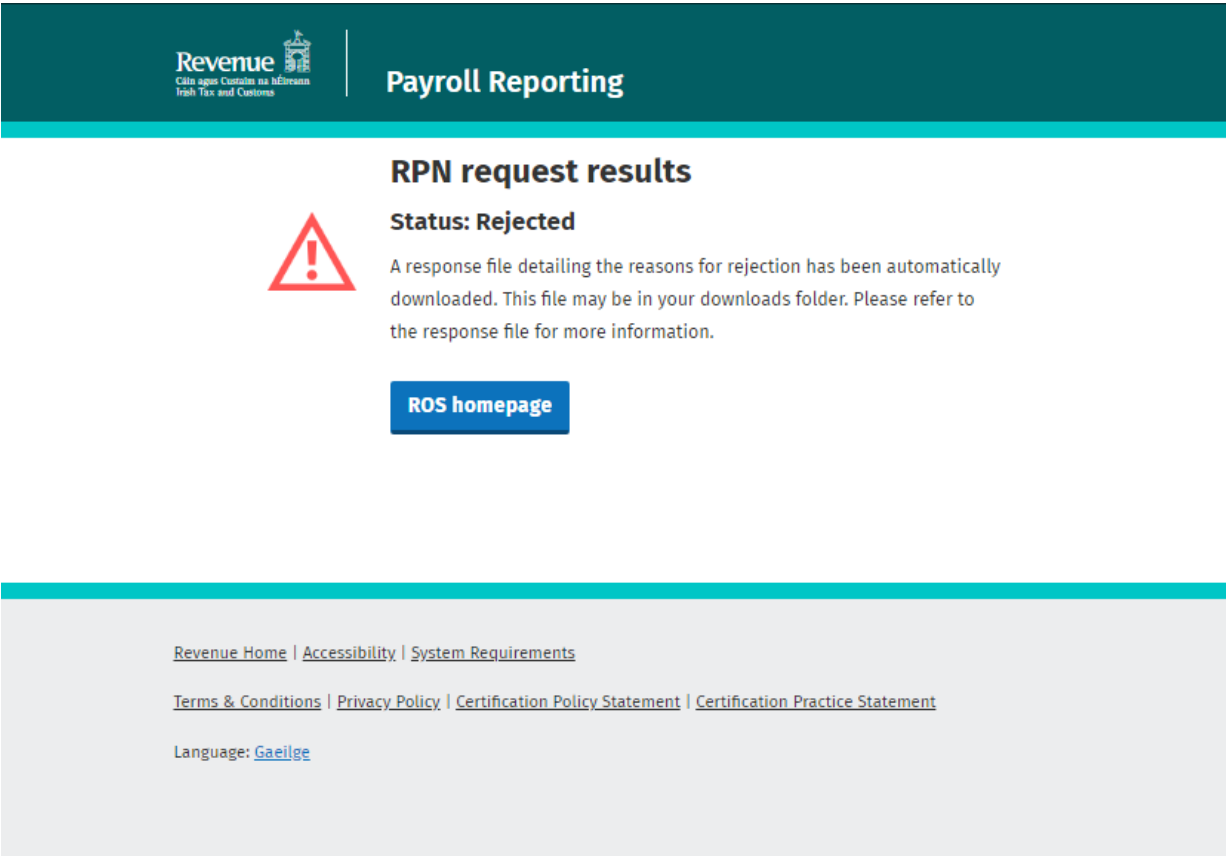 Revenue
Cáin agus Custaim na hÉireann
Irish Tax and Customs
Payroll Reporting
RPN request results
Status: Rejected
A response file detailing the reasons for rejection has been automatically
downloaded. This file may be in your downloads folder. Please refer to
the response file for more information.
ROS homepage
Revenue Home | Accessibility | System Requirements
Terms & Conditions | Privacy Policy | Certification Policy Statement | Certification Practice Statement
Language: Gaeilge